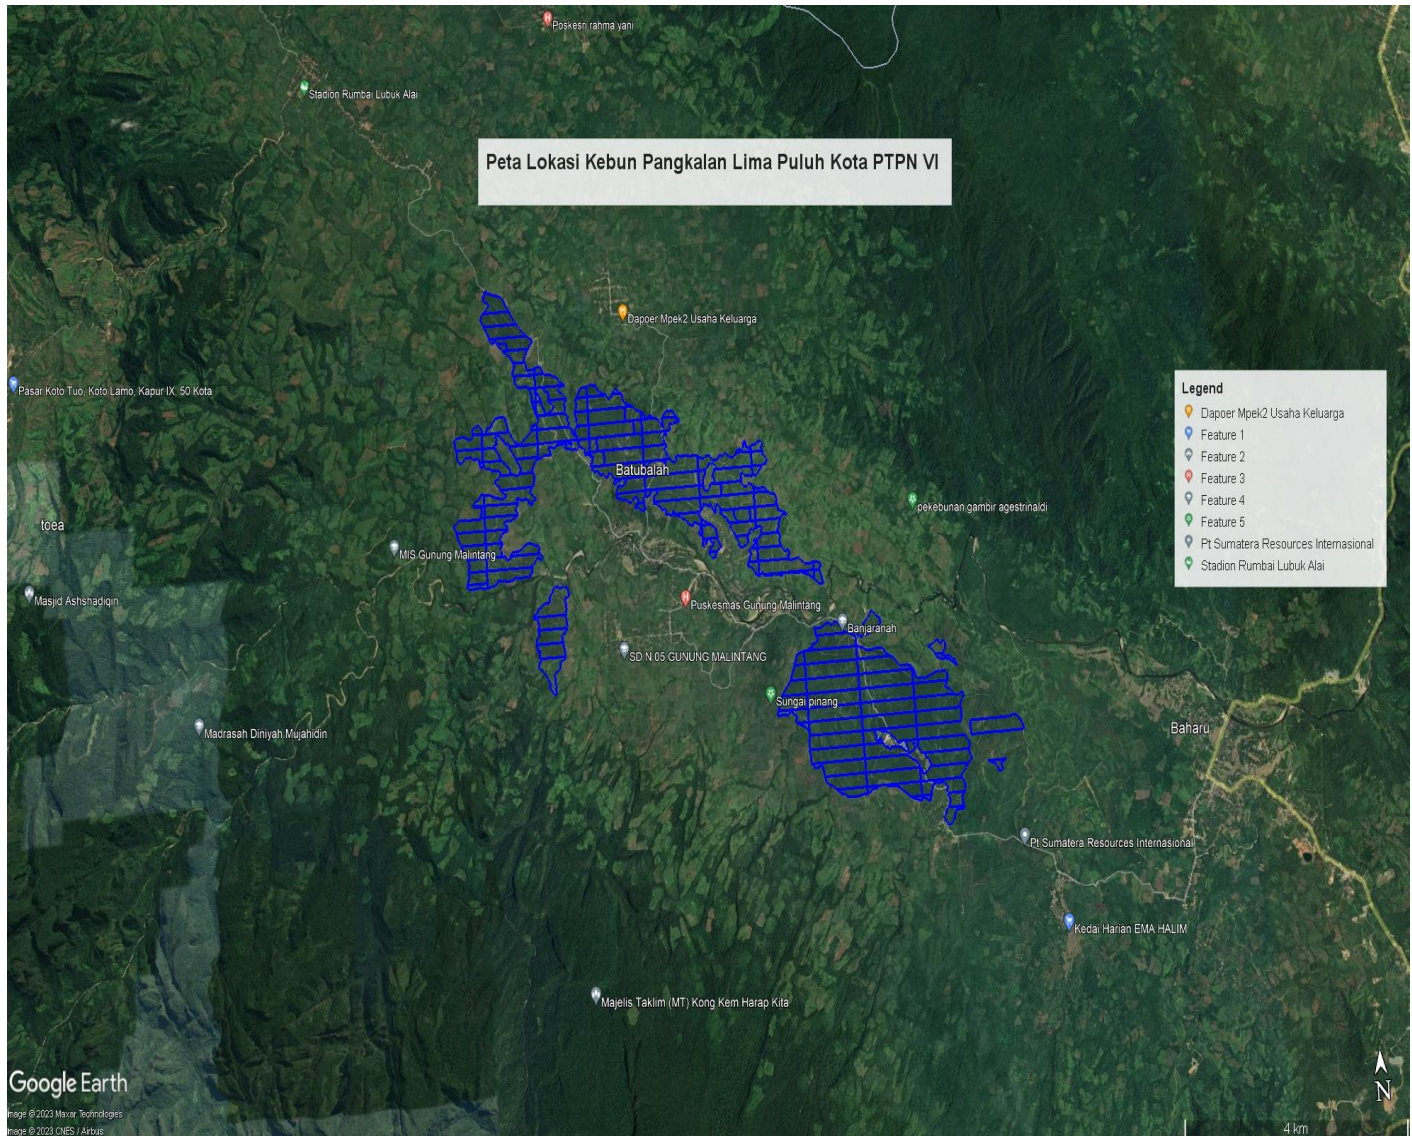 Poskesri rahma yani
Stadion Rumbai Lubuk Alai
Peta Lokasi Kebun Pangkalan Lima Puluh Kota PTPN VI
Dapoer Mpek2 Usaha Keluarga
Pasar Koto Tuo, Koto Lamo, Kapur IX, 50 Kota
Legend
Dapoer Mpek2 Usaha Keluarga
Feature 1
Feature 2
Feature 3
Feature 4
Feature 5
Pt Sumatera Resources Internasional
Stadion Rumbai Lubuk Alai
Batubalah
pekebunan gambir agestrinaldi
toea
MIS Gunung Malintang
Masjid Ashshadiqin
Puskesmas Gunung Malintang
Banjaranah
SD N 05 GUNUNG MALINTANG
Sungai pinang
Madrasah Diniyah Mujahidin
Baharu
Pt Sumatera Resources Internasional
Kedai Harian EMA HALIM
Majelis Taklim (MT) Kong Kem Harap Kita
Google Earth
N
Image © 2023 Maxar Technologies
Image © 2023 CNES / Airbus
4 km